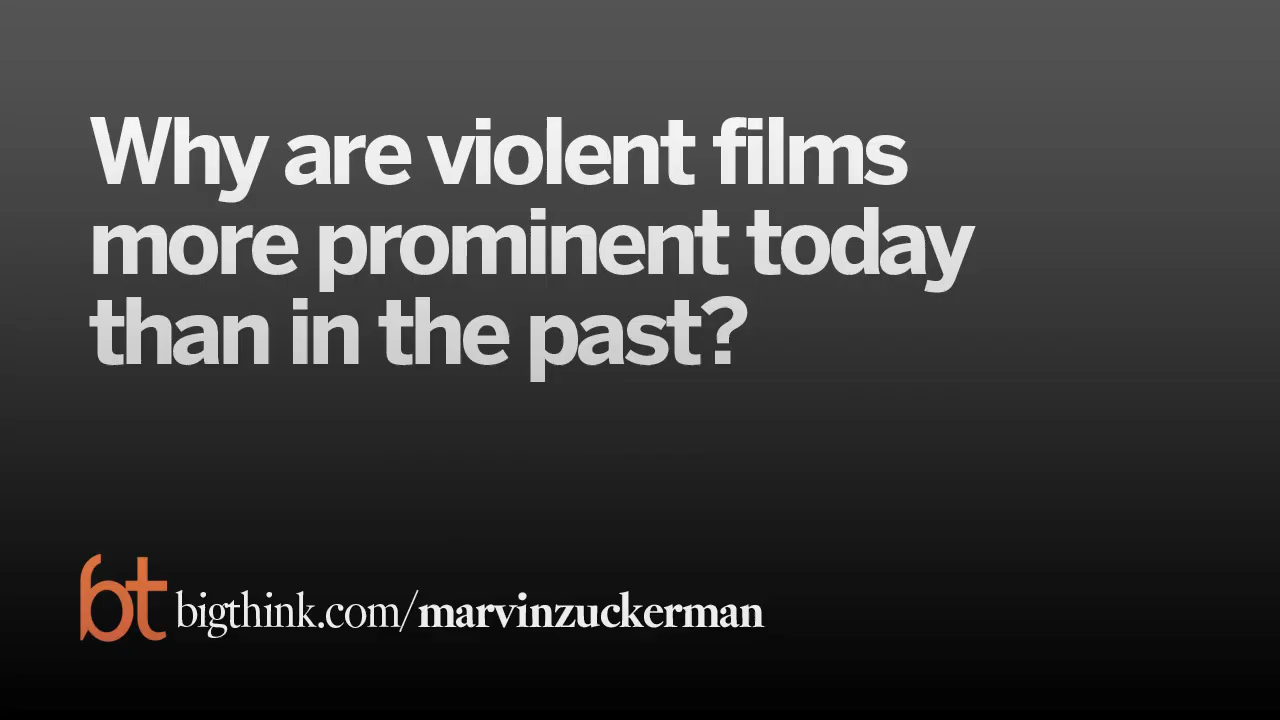 Why are violent films
more prominent today
than in the past?
bt bigthink.com/marvinzuckerman